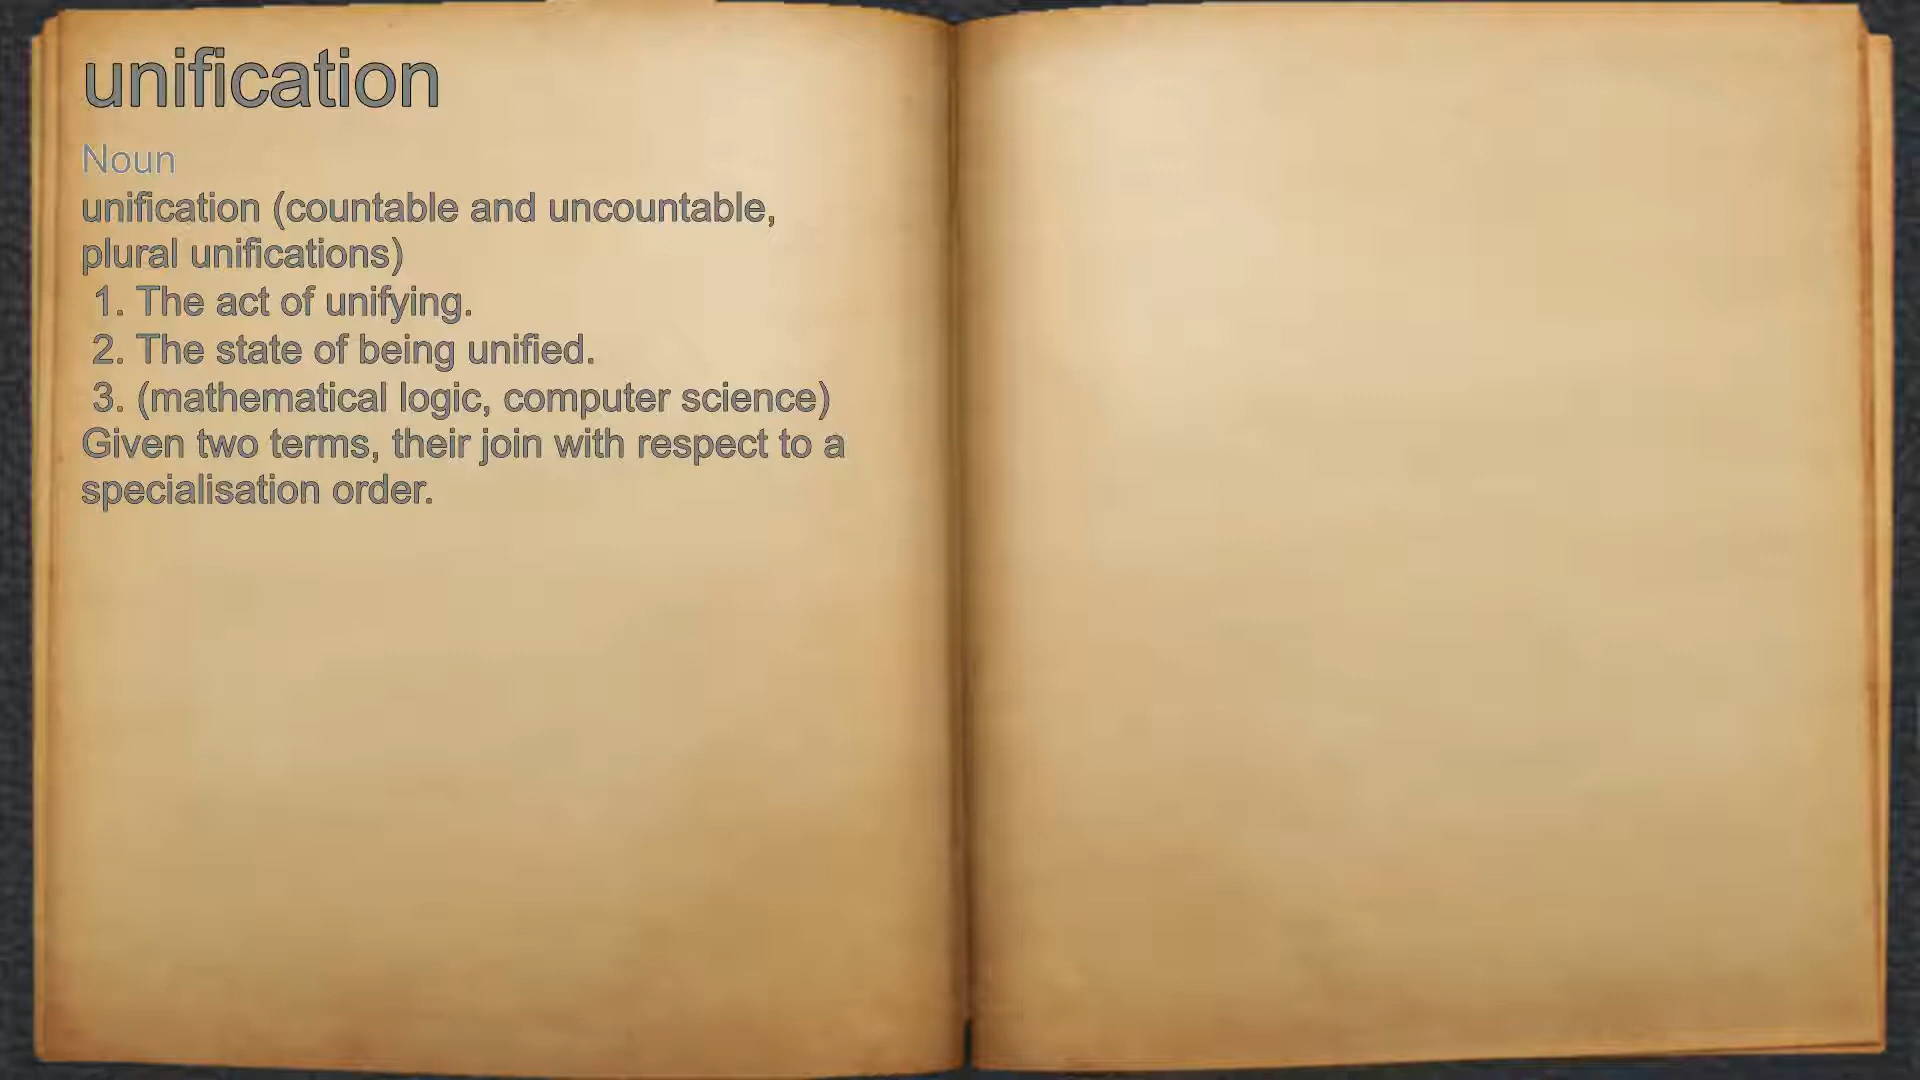 unification
Noun
unification (countable and uncountable,
plural unifications)
1. The act of unifying.
2. The state of being unified.
3. (mathematical logic, computer science)
Given two terms, their join with respect to a
specialisation order.